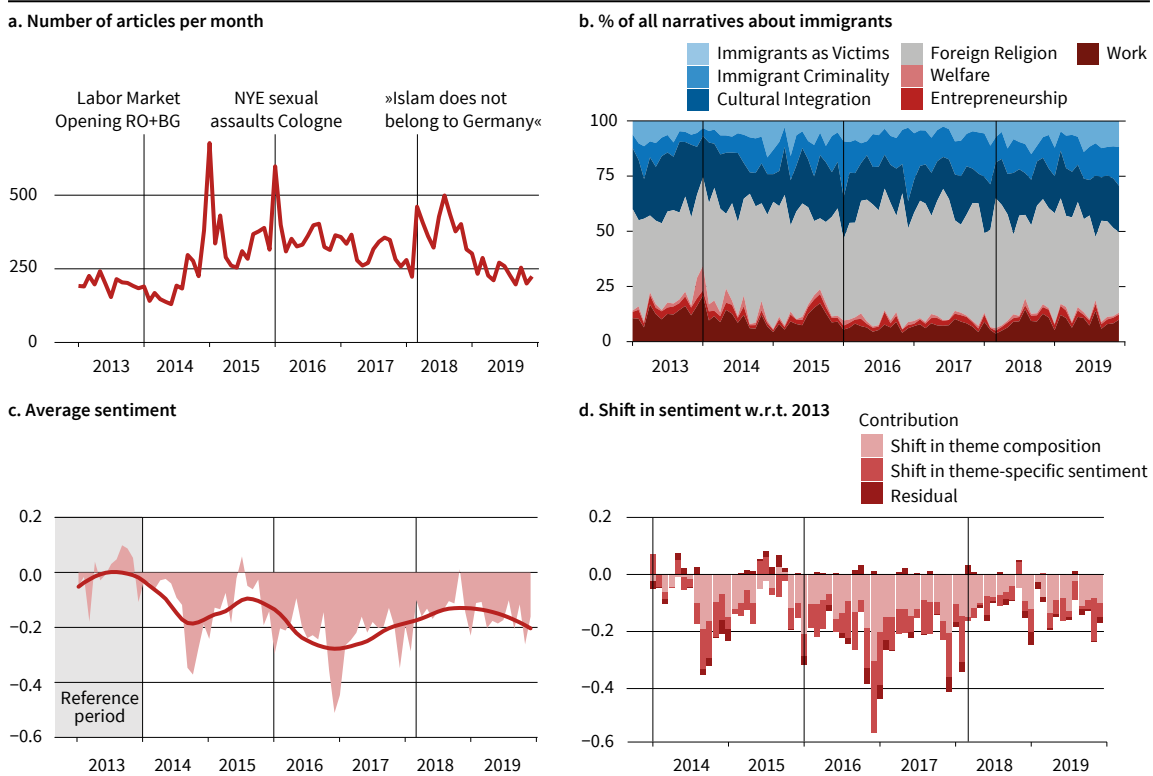 a. Number of articles per month
Labor Market
Opening RO+BG
NYE sexual
assaults Cologne
»Islam does not
belong to Germany«
500
250
0
2013 2014 2015 2016 2017 2018 2019
b. % of all narratives about immigrants
Immigrants as Victims Foreign Religion Work
Immigrant Criminality Welfare
Cultural Integration Entrepreneurship
100
75
50
25
0
2013 2014 2015 2016 2017 2018 2019
c. Average sentiment
0.2
0.0
−0.2
−0.4
−0.6
Reference
period
2013 2014 2015 2016 2017 2018 2019
d. Shift in sentiment w.r.t. 2013
Contribution
Shift in theme composition
Shift in theme-specific sentiment
Residual
0.2
0.0
−0.2
−0.4
−0.6
2014 2015 2016 2017 2018 2019